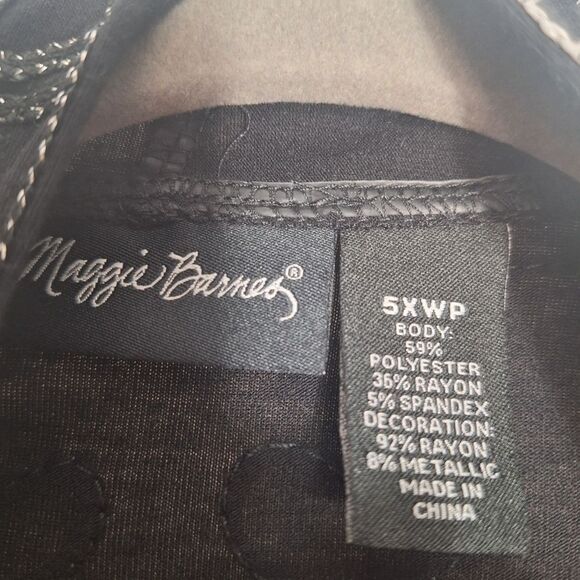 Maggie Barnes®
5XWP
BODY:
59%
POLYESTER
36% RAYON
5% SPANDEX
DECORATION:
92% RAYON
8% METALLIC
MADE IN
CHINA